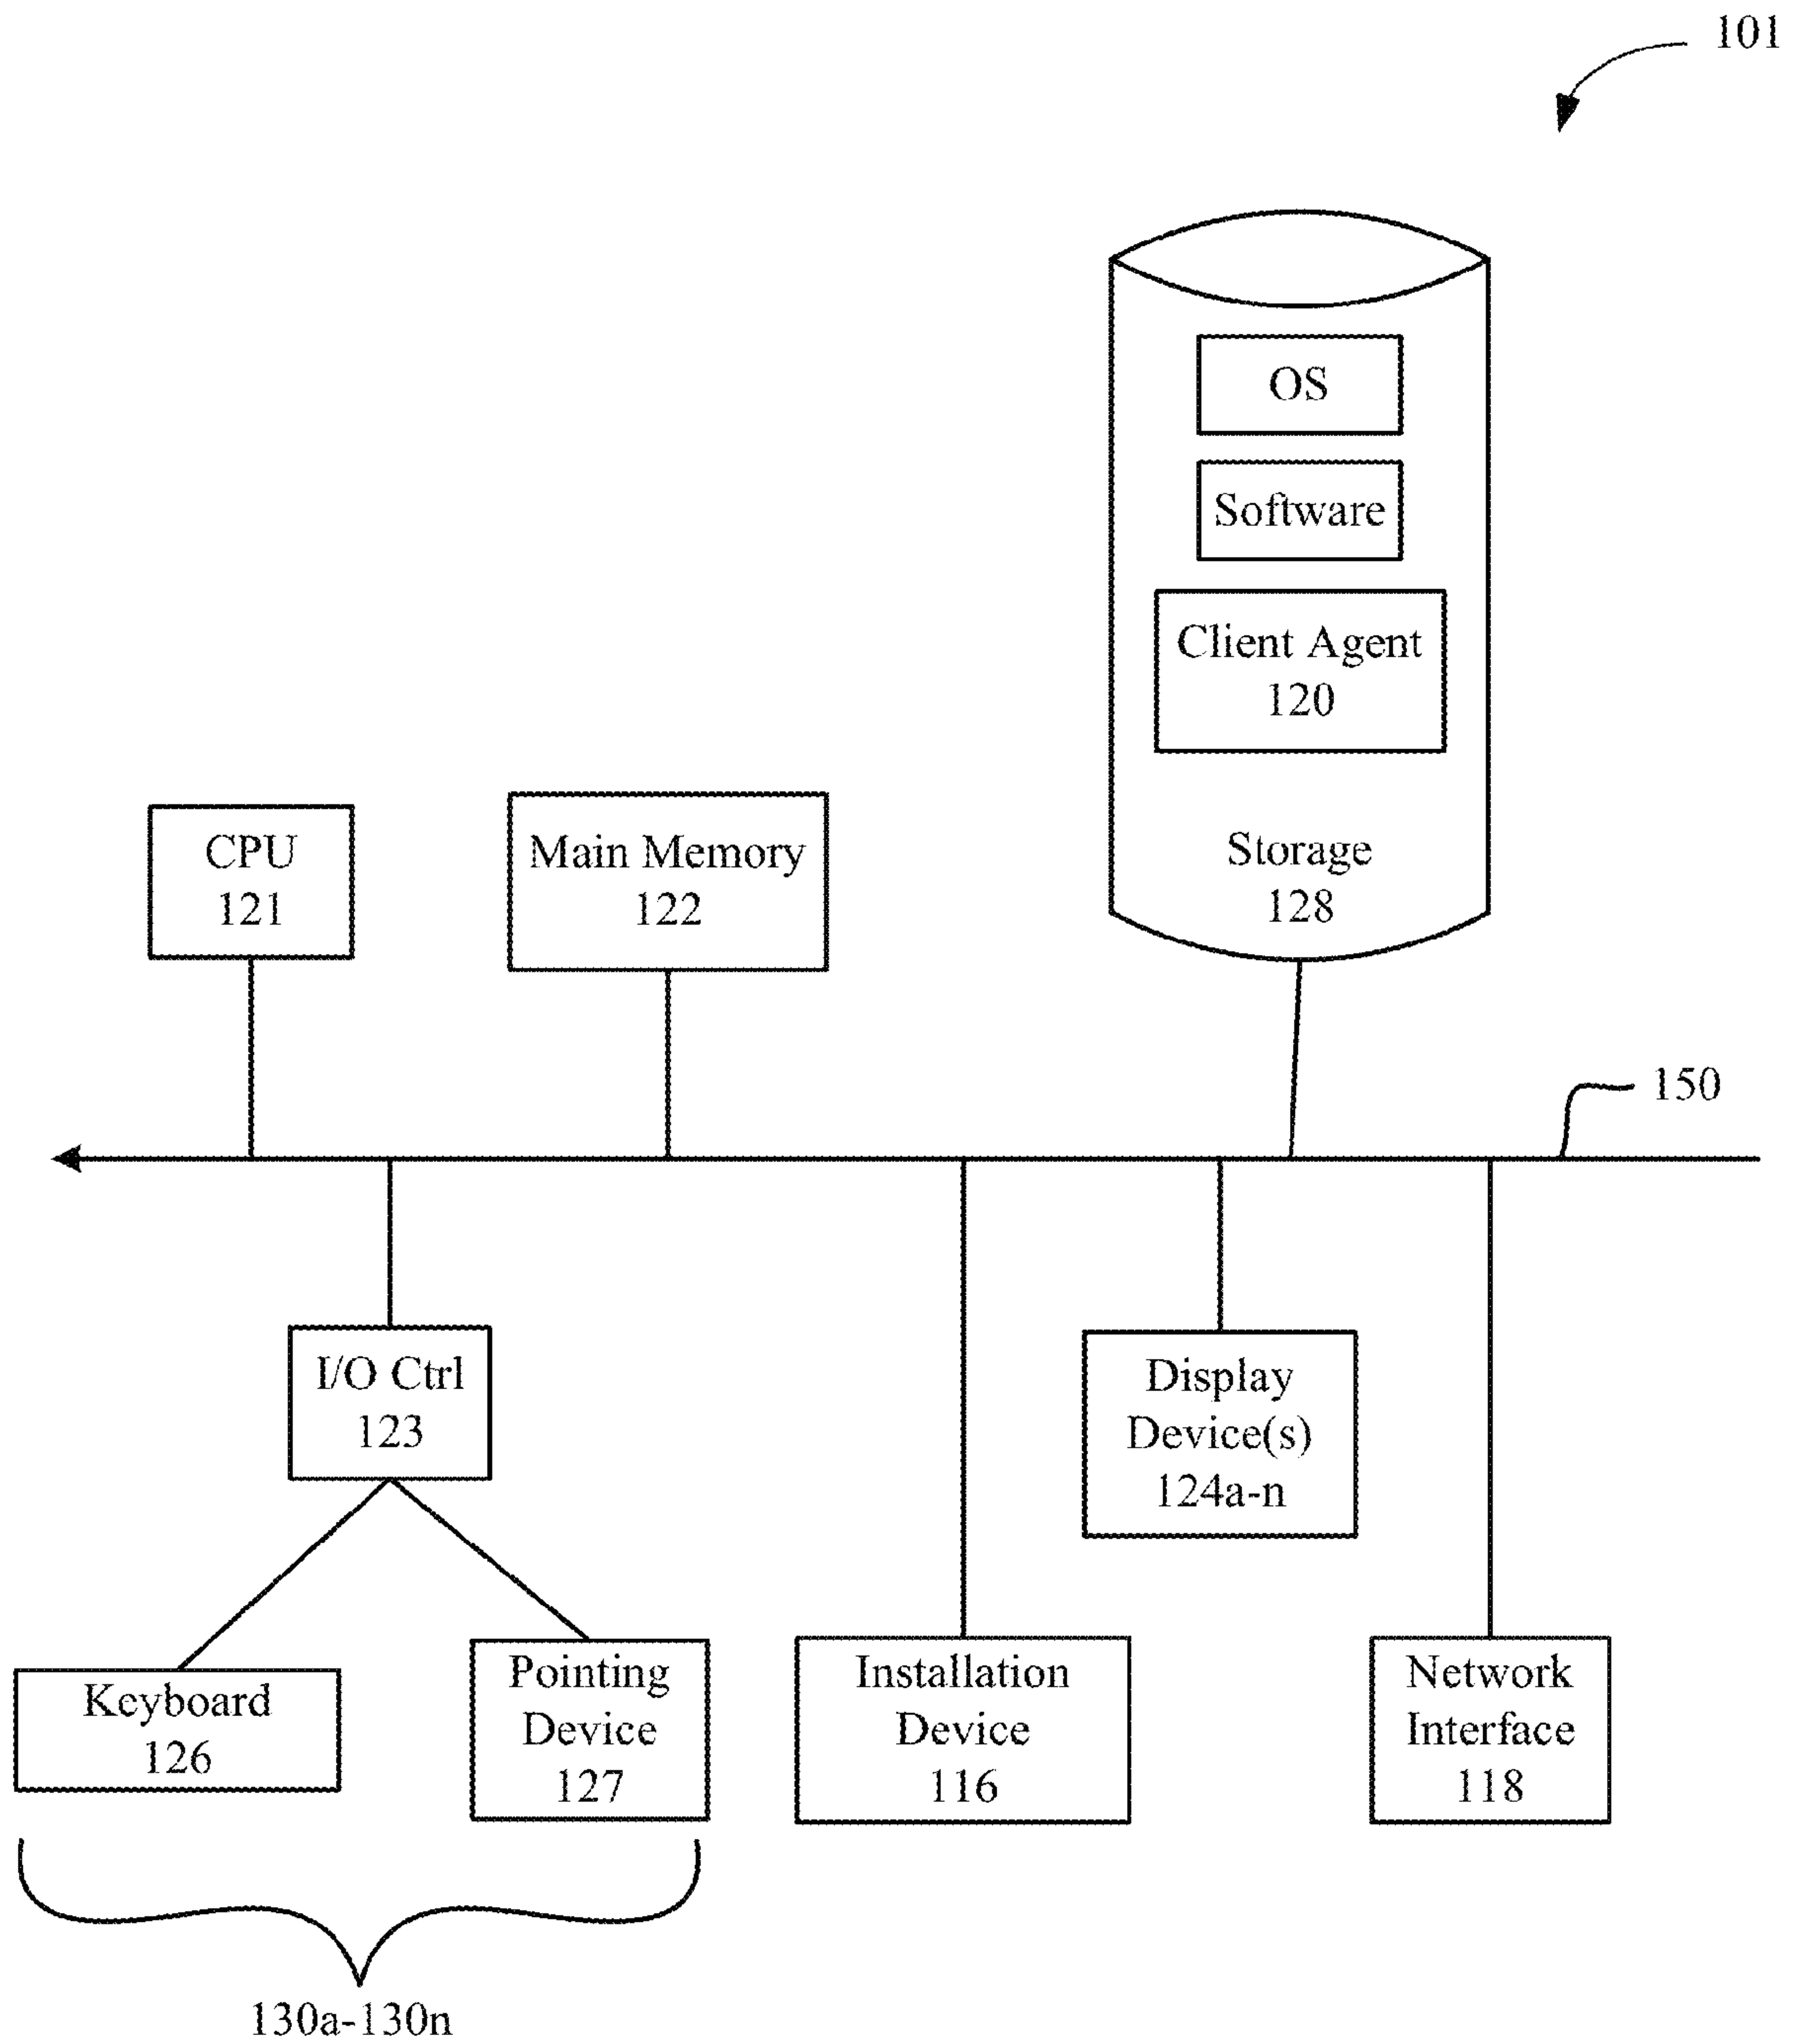 101
OS
Software
Client Agent
120
Storage
128
CPU
121
Main Memory
122
150
I/O Ctrl
123
Display
Device(s)
124a-n
Keyboard
126
Pointing
Device
127
Installation
Device
116
Network
Interface
118
130a-130n